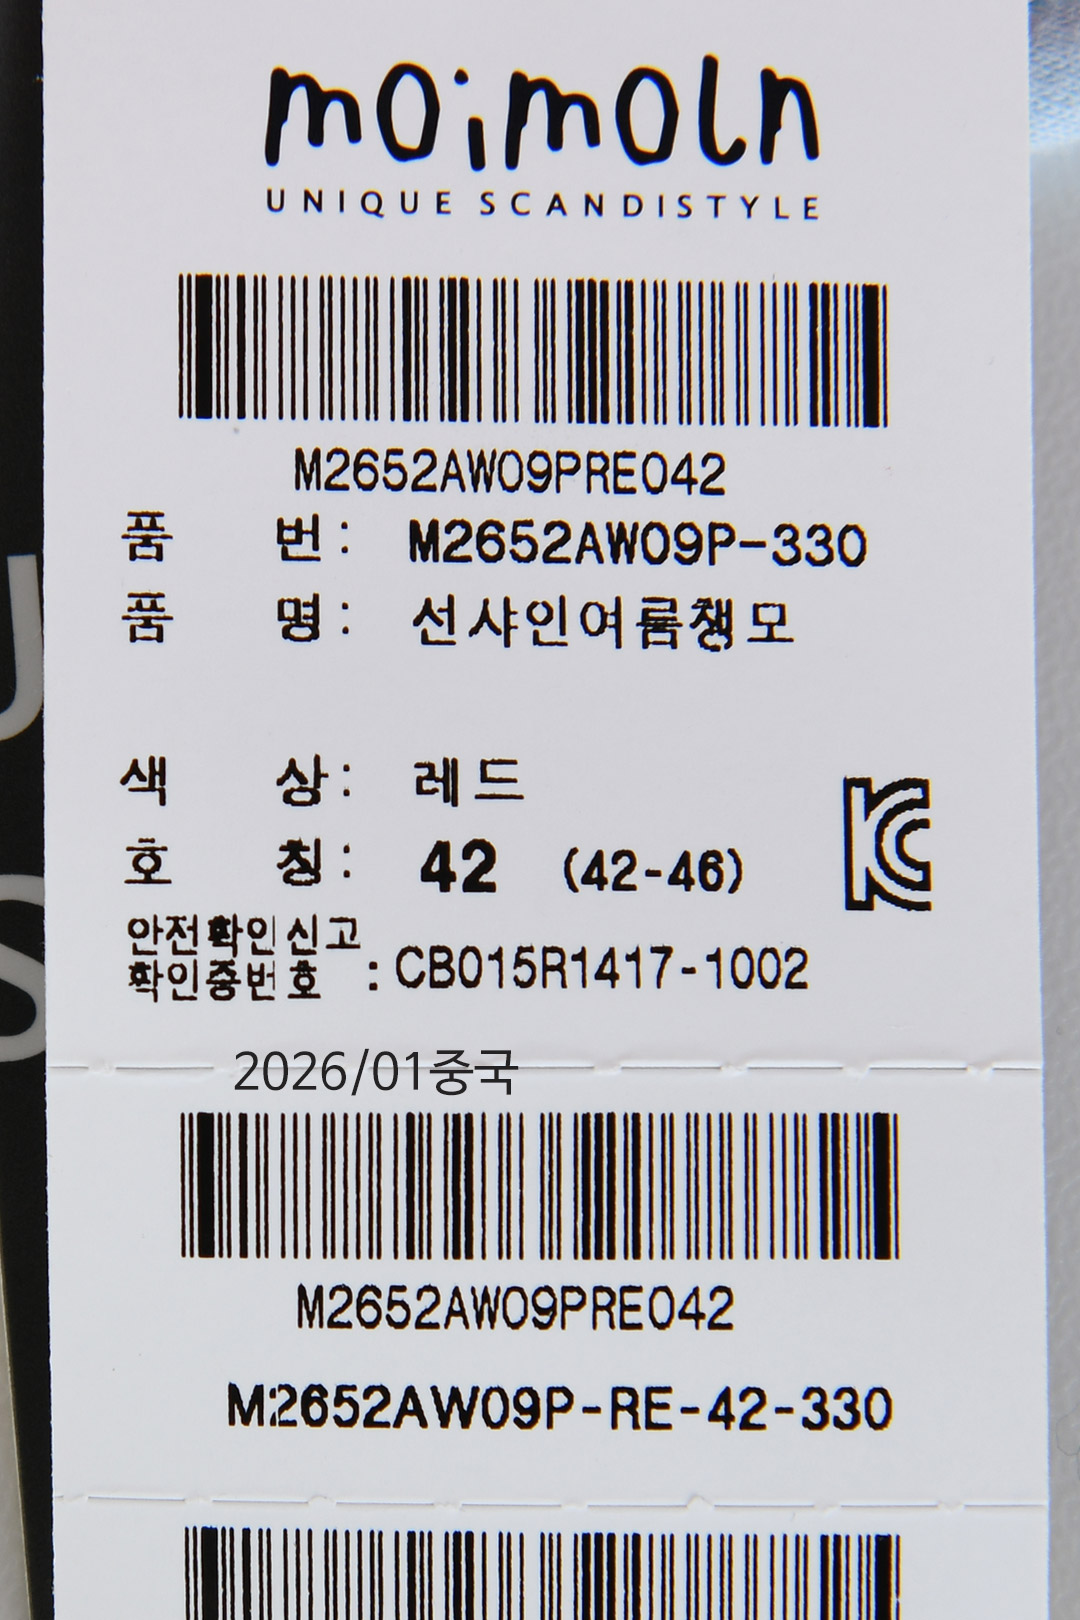 moimoln
UNIQUE SCANDISTYLE
M2652AW09PRE042
품 번: M2652AW09P-330
품 명: 선샤인여름챙모
색 상: 레드
호 칭: 42 (42-46)
안전확인신고
확인증번호 : CB015R1417-1002
2026/01중국
M2652AW09PRE042
M2652AW09P-RE-42-330